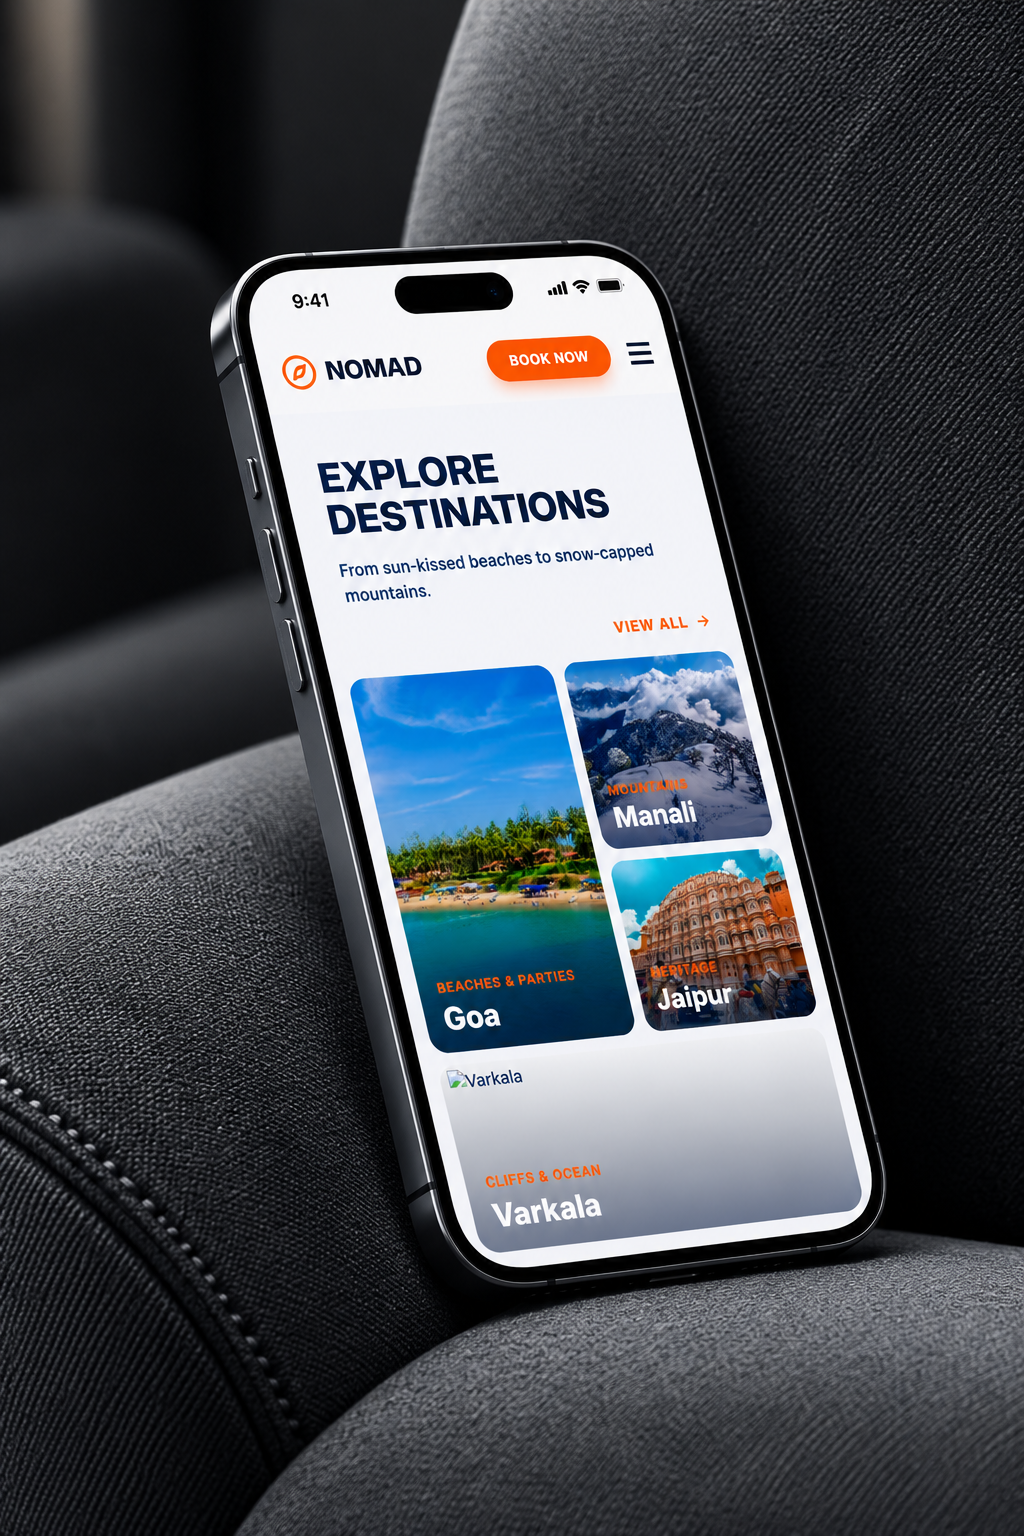 9:41
NOMAD
BOOK NOW
EXPLORE
DESTINATIONS
From sun-kissed beaches to snow-capped
mountains.
VIEW ALL →
MOUNTAINS
Manali
BEACHES & PARTIES
Goa
HERITAGE
Jaipur
Varkala
CLIFFS & OCEAN
Varkala